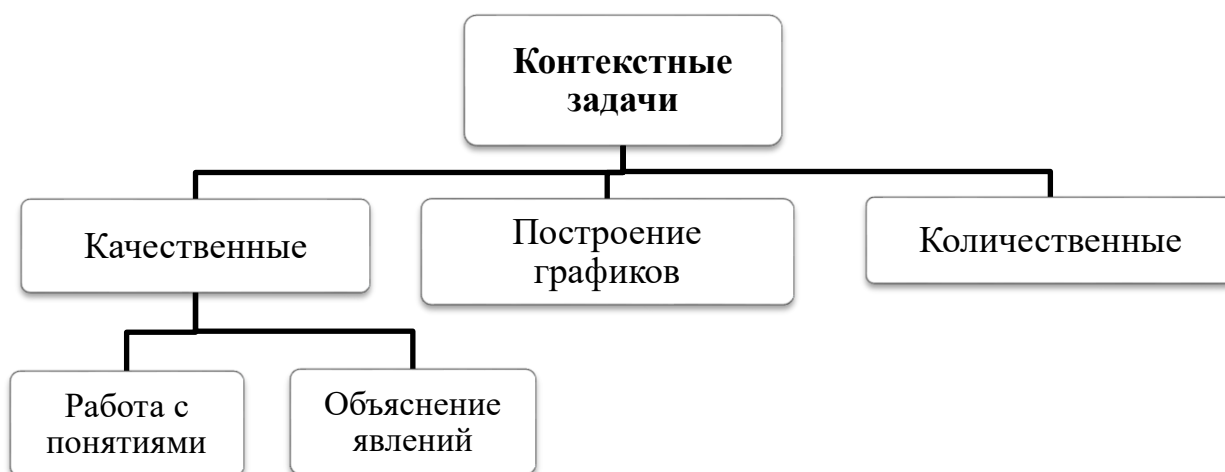 Контекстные
задачи
Качественные
Построение
графиков
Количественные
Работа с
понятиями
Объяснение
явлений